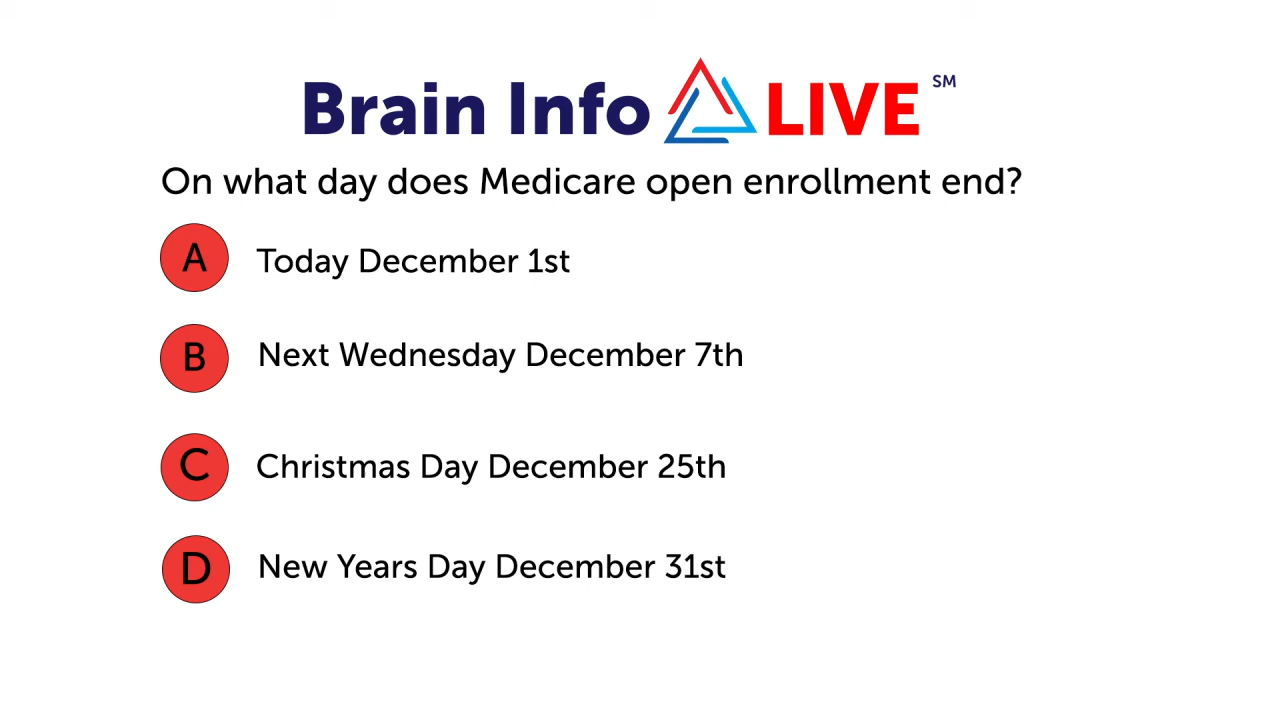 Brain Info LIVE SM
On what day does Medicare open enrollment end?
A Today December 1st
B Next Wednesday December 7th
C Christmas Day December 25th
D New Years Day December 31st